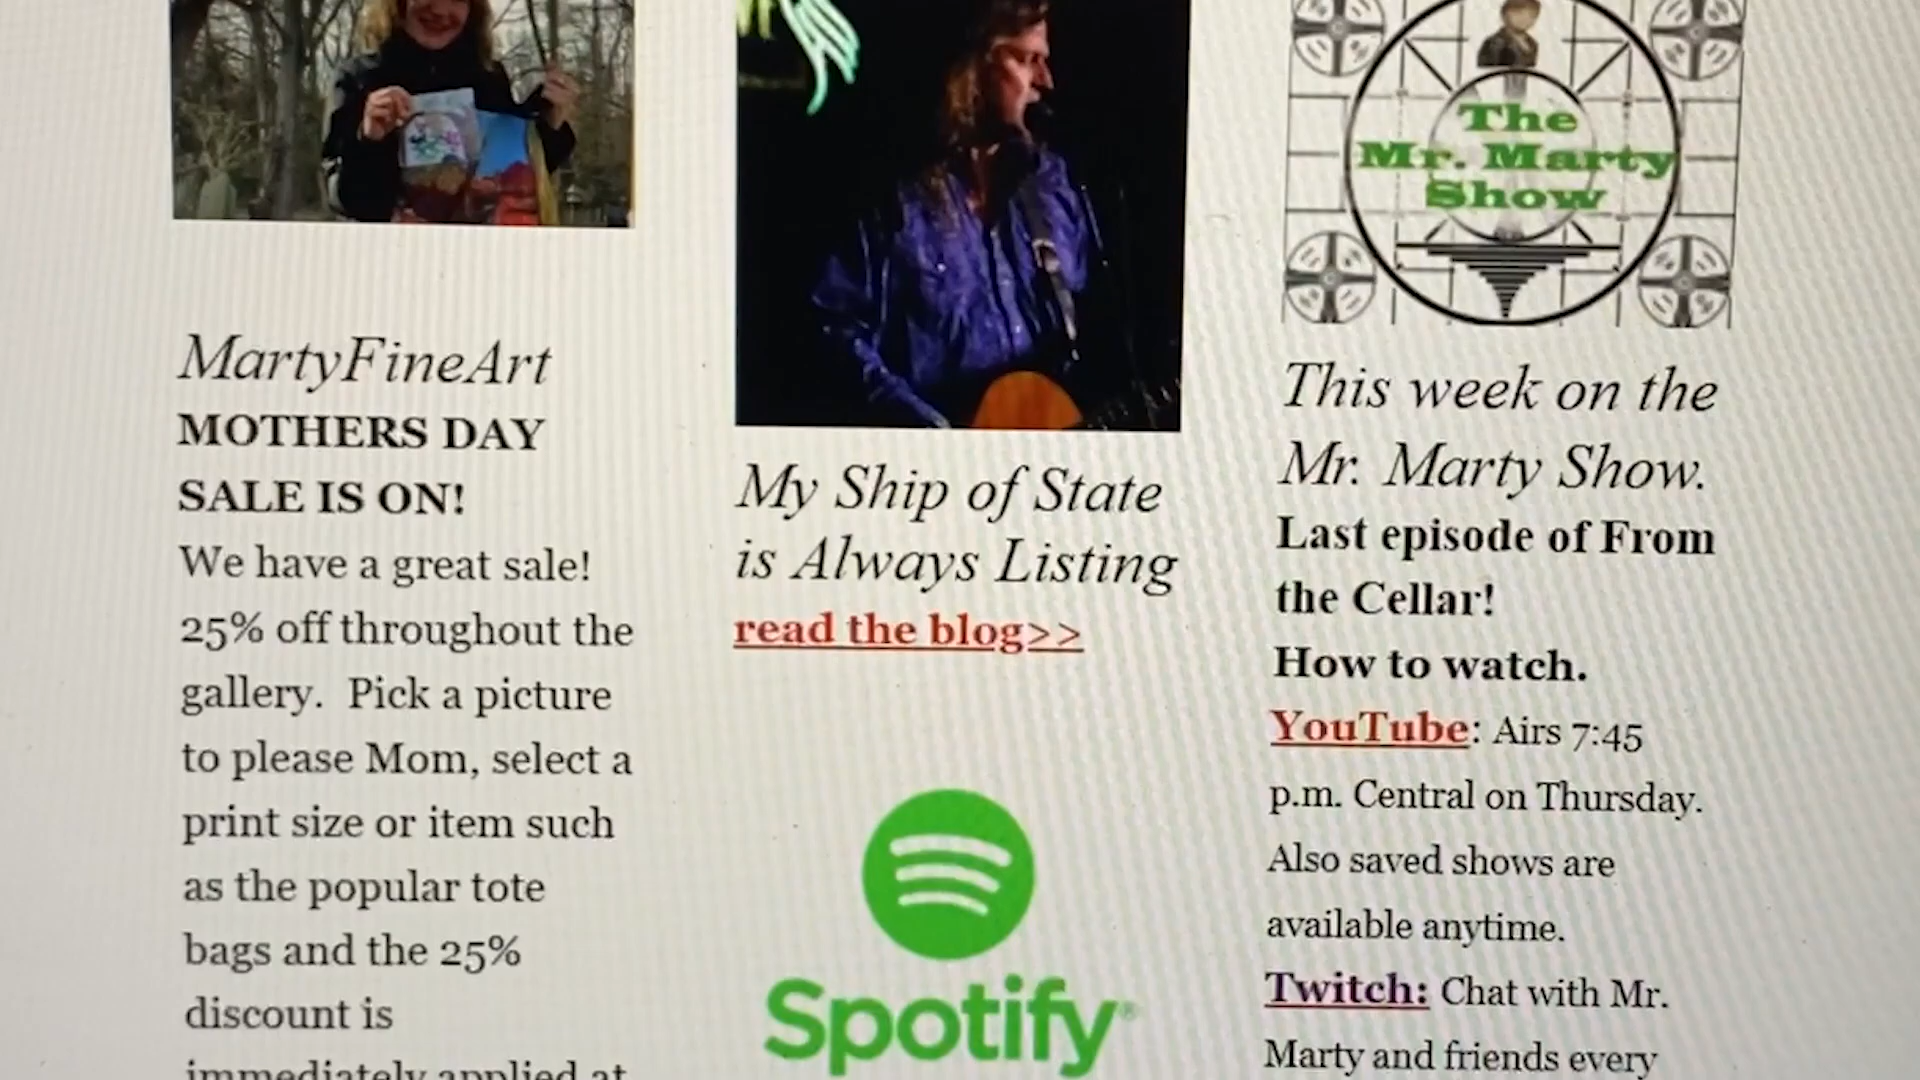 The
Mr. Marty
Show
MartyFineArt
MOTHERS DAY
SALE IS ON!
We have a great sale!
25% off throughout the
gallery.  Pick a picture
to please Mom, select a
print size or item such
as the popular tote
bags and the 25%
discount is
immediately applied at
My Ship of State
is Always Listing
read the blog>>
Spotify®
This week on the
Mr. Marty Show.
Last episode of From
the Cellar!
How to watch.
YouTube: Airs 7:45
p.m. Central on Thursday.
Also saved shows are
available anytime.
Twitch: Chat with Mr.
Marty and friends every